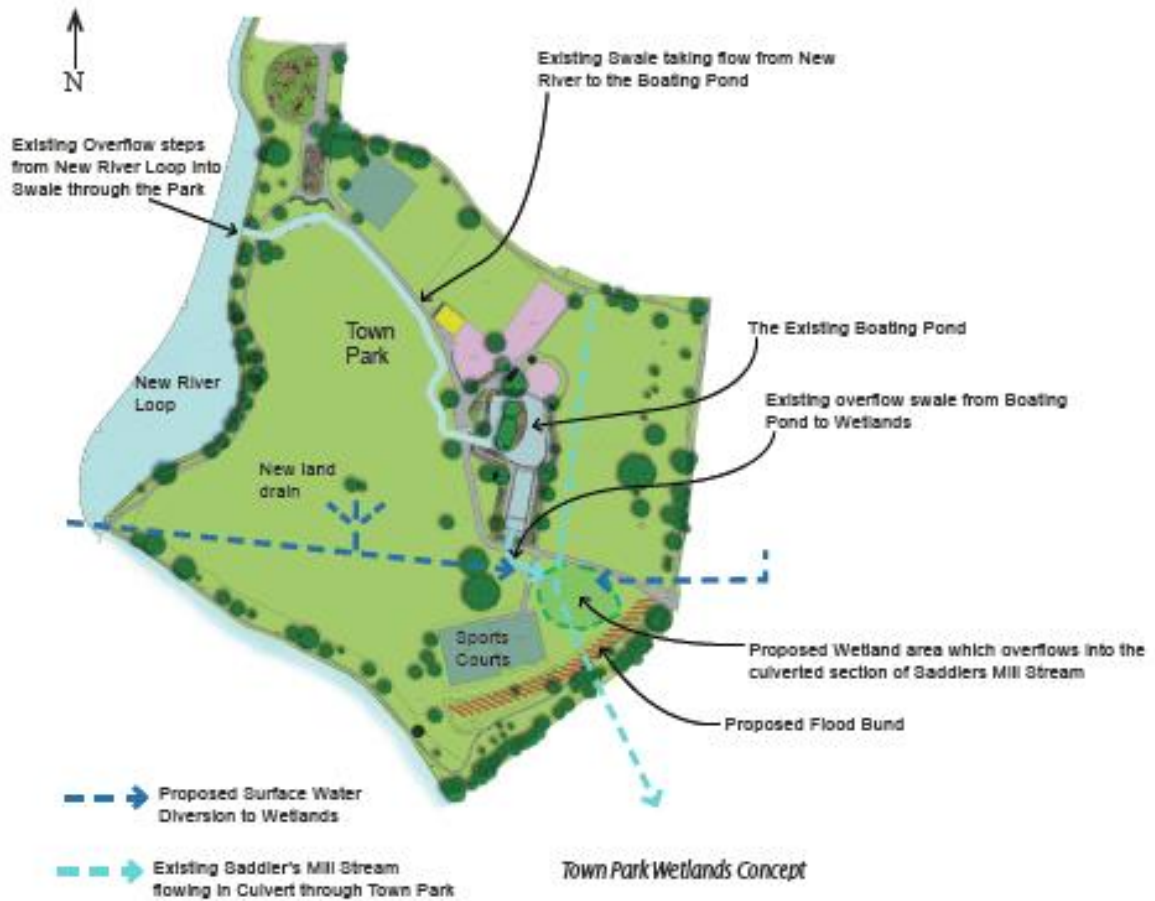 N
Existing Swale taking flow from New
River to the Boating Pond
Existing Overflow steps
from New River Loop into
Swale through the Park
Town
Park
The Existing Boating Pond
New River
Loop
Existing overflow swale from Boating
Pond to Wetlands
New land
drain
Sports
Courts
Proposed Wetland area which overflows into the
culverted section of Saddlers Mill Stream
Proposed Flood Bund
Proposed Surface Water
Diversion to Wetlands
Existing Saddler's Mill Stream
flowing in Culvert through Town Park
Town Park Wetlands Concept